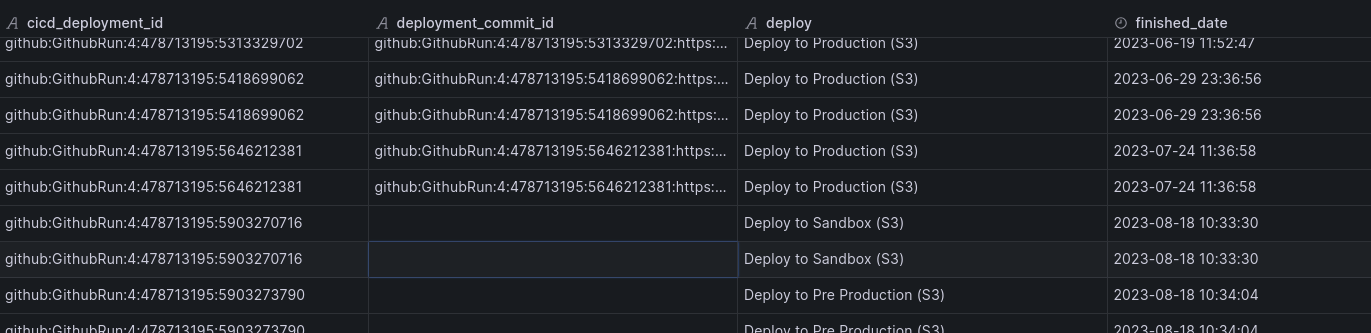 cicd_deployment_id deployment_commit_id deploy finished_date
github:GithubRun:4:478713195:5313329702 github:GithubRun:4:478713195:5313329702:https:... Deploy to Production (S3) 2023-06-19 11:52:47
github:GithubRun:4:478713195:5418699062 github:GithubRun:4:478713195:5418699062:https:... Deploy to Production (S3) 2023-06-29 23:36:56
github:GithubRun:4:478713195:5418699062 github:GithubRun:4:478713195:5418699062:https:... Deploy to Production (S3) 2023-06-29 23:36:56
github:GithubRun:4:478713195:5646212381 github:GithubRun:4:478713195:5646212381:https:... Deploy to Production (S3) 2023-07-24 11:36:58
github:GithubRun:4:478713195:5646212381 github:GithubRun:4:478713195:5646212381:https:... Deploy to Production (S3) 2023-07-24 11:36:58
github:GithubRun:4:478713195:5903270716 Deploy to Sandbox (S3) 2023-08-18 10:33:30
github:GithubRun:4:478713195:5903270716 Deploy to Sandbox (S3) 2023-08-18 10:33:30
github:GithubRun:4:478713195:5903273790 Deploy to Pre Production (S3) 2023-08-18 10:34:04
github:GithubRun:4:478713195:5903273790 Deploy to Pre Production (S3) 2023-08-18 10:34:04